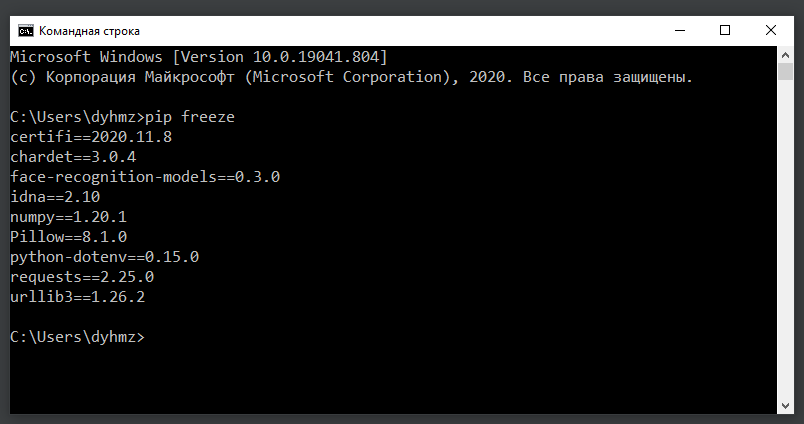 Командная строка
Microsoft Windows [Version 10.0.19041.804]
(c) Корпорация Майкрософт (Microsoft Corporation), 2020. Все права защищены.
C:\Users\dyhmz>pip freeze
certifi==2020.11.8
chardet==3.0.4
face-recognition-models==0.3.0
idna==2.10
numpy==1.20.1
Pillow==8.1.0
python-dotenv==0.15.0
requests==2.25.0
urllib3==1.26.2
C:\Users\dyhmz>